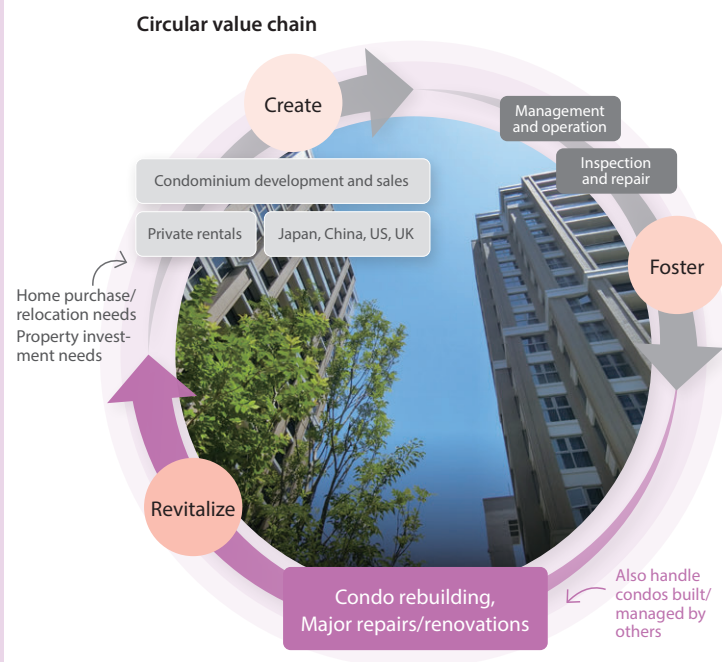 Circular value chain
Create
Management
and operation
Inspection
and repair
Condominium development and sales
Private rentals
Japan, China, US, UK
Foster
Home purchase/
relocation needs
Property invest-
ment needs
Revitalize
Condo rebuilding,
Major repairs/renovations
Also handle
condos built/
managed by
others